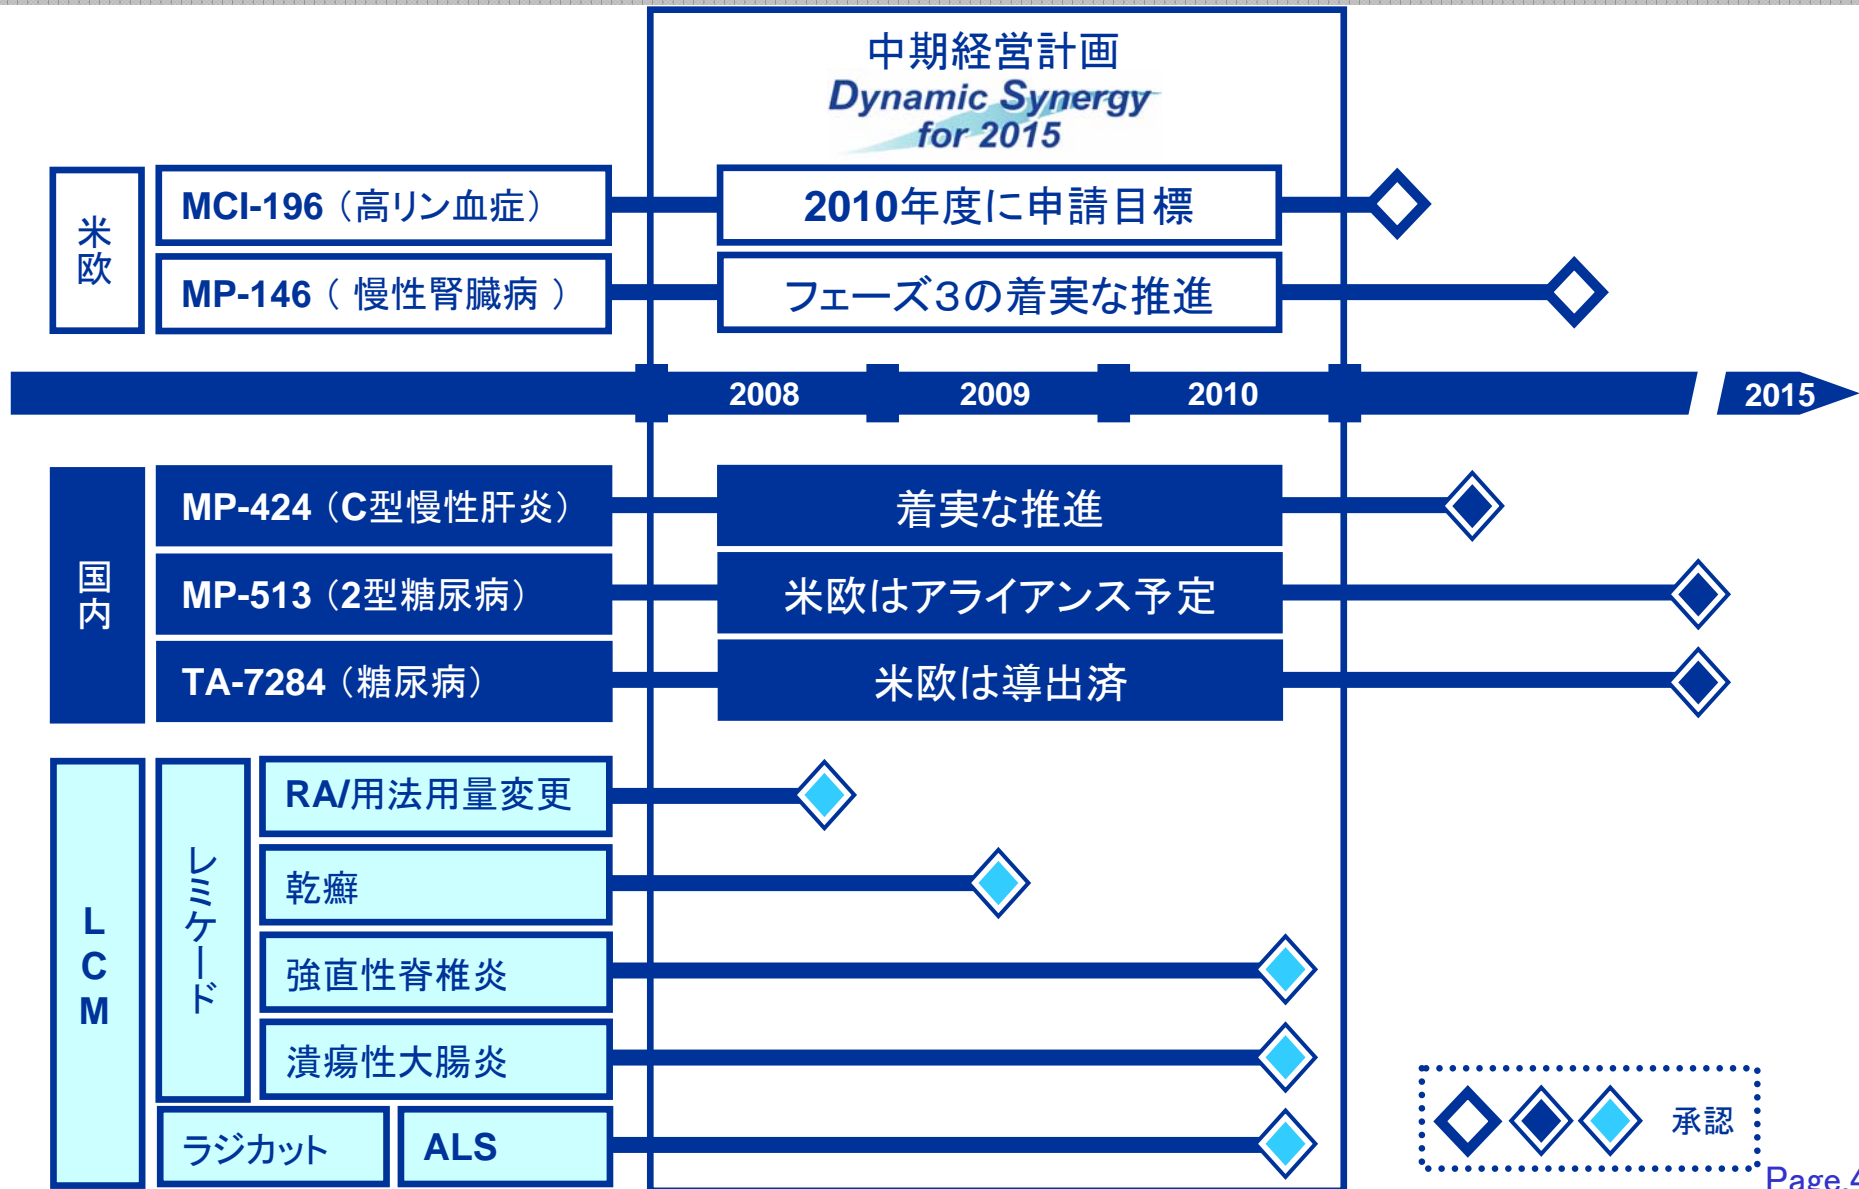 中期経営計画
Dynamic Synergy
for 2015
米欧
MCI-196（高リン血症）
2010年度に申請目標
MP-146（ 慢性腎臓病 ）
フェーズ3の着実な推進
2008
2009
2010
2015
国内
MP-424（C型慢性肝炎）
着実な推進
MP-513（2型糖尿病）
米欧はアライアンス予定
TA-7284（糖尿病）
米欧は導出済
LCM
レミケード
RA/用法用量変更
乾癬
強直性脊椎炎
潰瘍性大腸炎
ラジカット
ALS
承認
Page.4